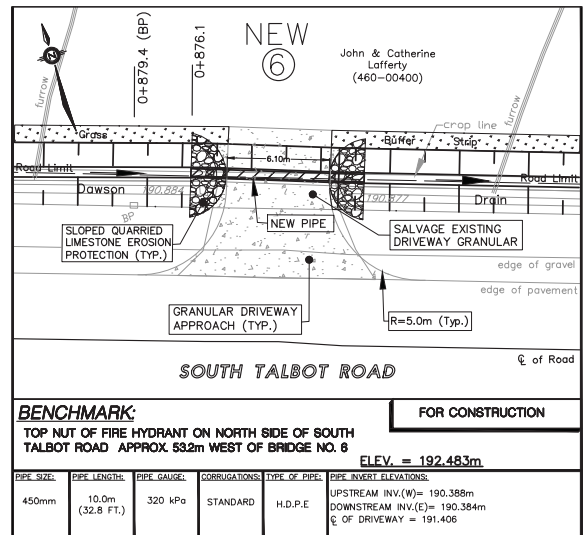 NEW
6
John & Catherine
Lafferty
(460-00400)
N
0+879.4 (BP)
0+876.1
furrow
furrow
crop line
Grass
Buffer Strip
6.10m
Road Limit
Road Limit
Dawson
190.884
190.877
Drain
BP
NEW PIPE
SLOPED QUARRIED
LIMESTONE EROSION
PROTECTION (TYP.)
SALVAGE EXISTING
DRIVEWAY GRANULAR
edge of gravel
edge of pavement
GRANULAR DRIVEWAY
APPROACH (TYP.)
R=5.0m (Typ.)
℄ of Road
SOUTH TALBOT ROAD
BENCHMARK:
FOR CONSTRUCTION
TOP NUT OF FIRE HYDRANT ON NORTH SIDE OF SOUTH
TALBOT ROAD APPROX. 53.2m WEST OF BRIDGE NO. 6
ELEV. = 192.483m
PIPE SIZE: PIPE LENGTH: PIPE GAUGE: CORRUGATIONS: TYPE OF PIPE: PIPE INVERT ELEVATIONS:
450mm 10.0m (32.8 FT.) 320 kPa STANDARD H.D.P.E
UPSTREAM INV.(W)= 190.388m
DOWNSTREAM INV.(E)= 190.384m
℄ OF DRIVEWAY = 191.406